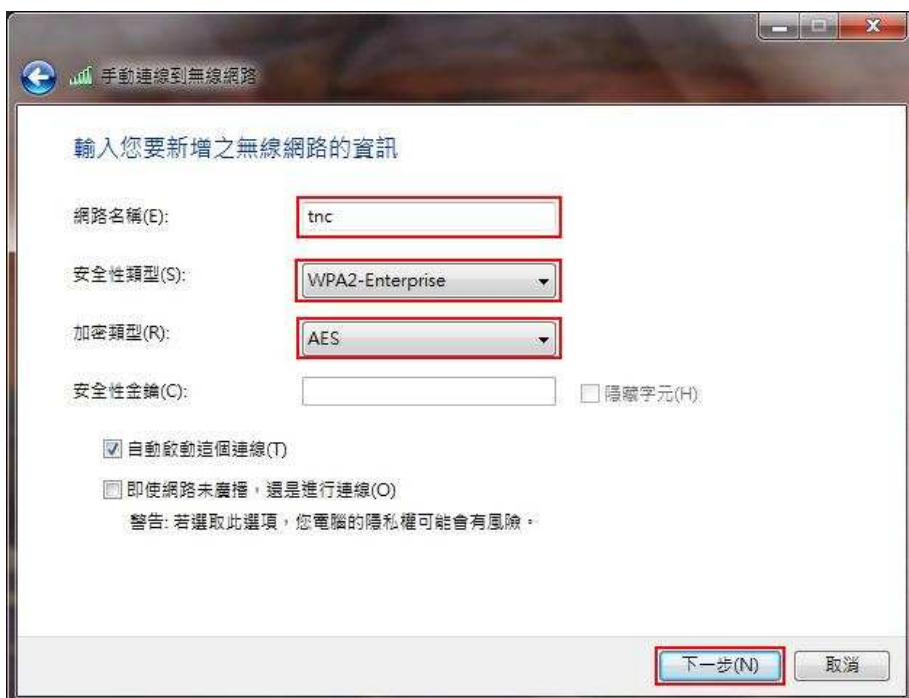 手動連線到無線網路
輸入您要新增之無線網路的資訊
網路名稱(E): tnc
安全性類型(S): WPA2-Enterprise
加密類型(R): AES
安全性金鑰(C): 隱藏字元(H)
自動啟動這個連線(T)
即使網路未廣播，還是進行連線(O)
警告: 若選取此選項，您電腦的隱私權可能會有風險。
下一步(N) 取消